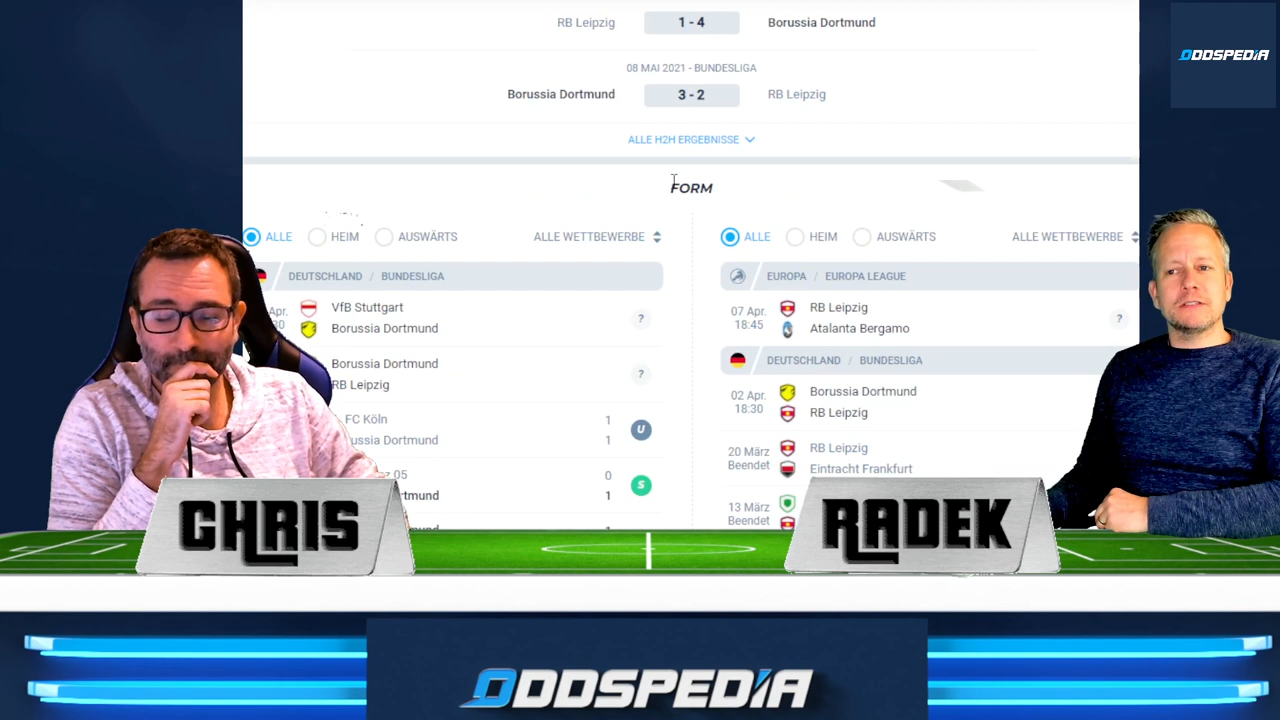 RB Leipzig 1 - 4 Borussia Dortmund
ODDSPEDIA
08 MAI 2021 - BUNDESLIGA
Borussia Dortmund 3 - 2 RB Leipzig
ALLE H2H ERGEBNISSE
FORM
ALLE HEIM AUSWÄRTS ALLE WETTBEWERBE
DEUTSCHLAND / BUNDESLIGA
Apr. VfB Stuttgart
Borussia Dortmund ?
Borussia Dortmund
RB Leipzig ?
FC Köln 1
Dortmund 1 U
05 0
1 S
ALLE HEIM AUSWÄRTS ALLE WETTBEWERBE
EUROPA / EUROPA LEAGUE
07 Apr. RB Leipzig
18:45 Atalanta Bergamo ?
DEUTSCHLAND / BUNDESLIGA
02 Apr. Borussia Dortmund
18:30 RB Leipzig
20 März RB Leipzig
Beendet Eintracht Frankfurt
13 März
Beendet
CHRIS
RADEK
ODDSPEDIA